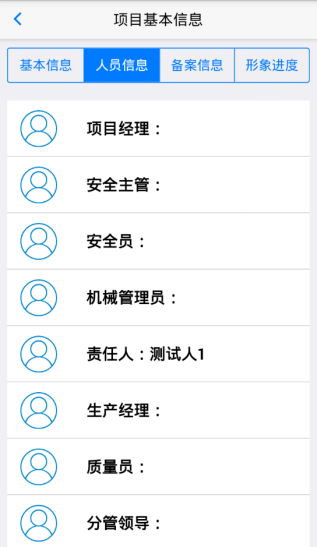 项目基本信息
基本信息 人员信息 备案信息 形象进度
项目经理：
安全主管：
安全员：
机械管理员：
责任人：测试人1
生产经理：
质量员：
分管领导：